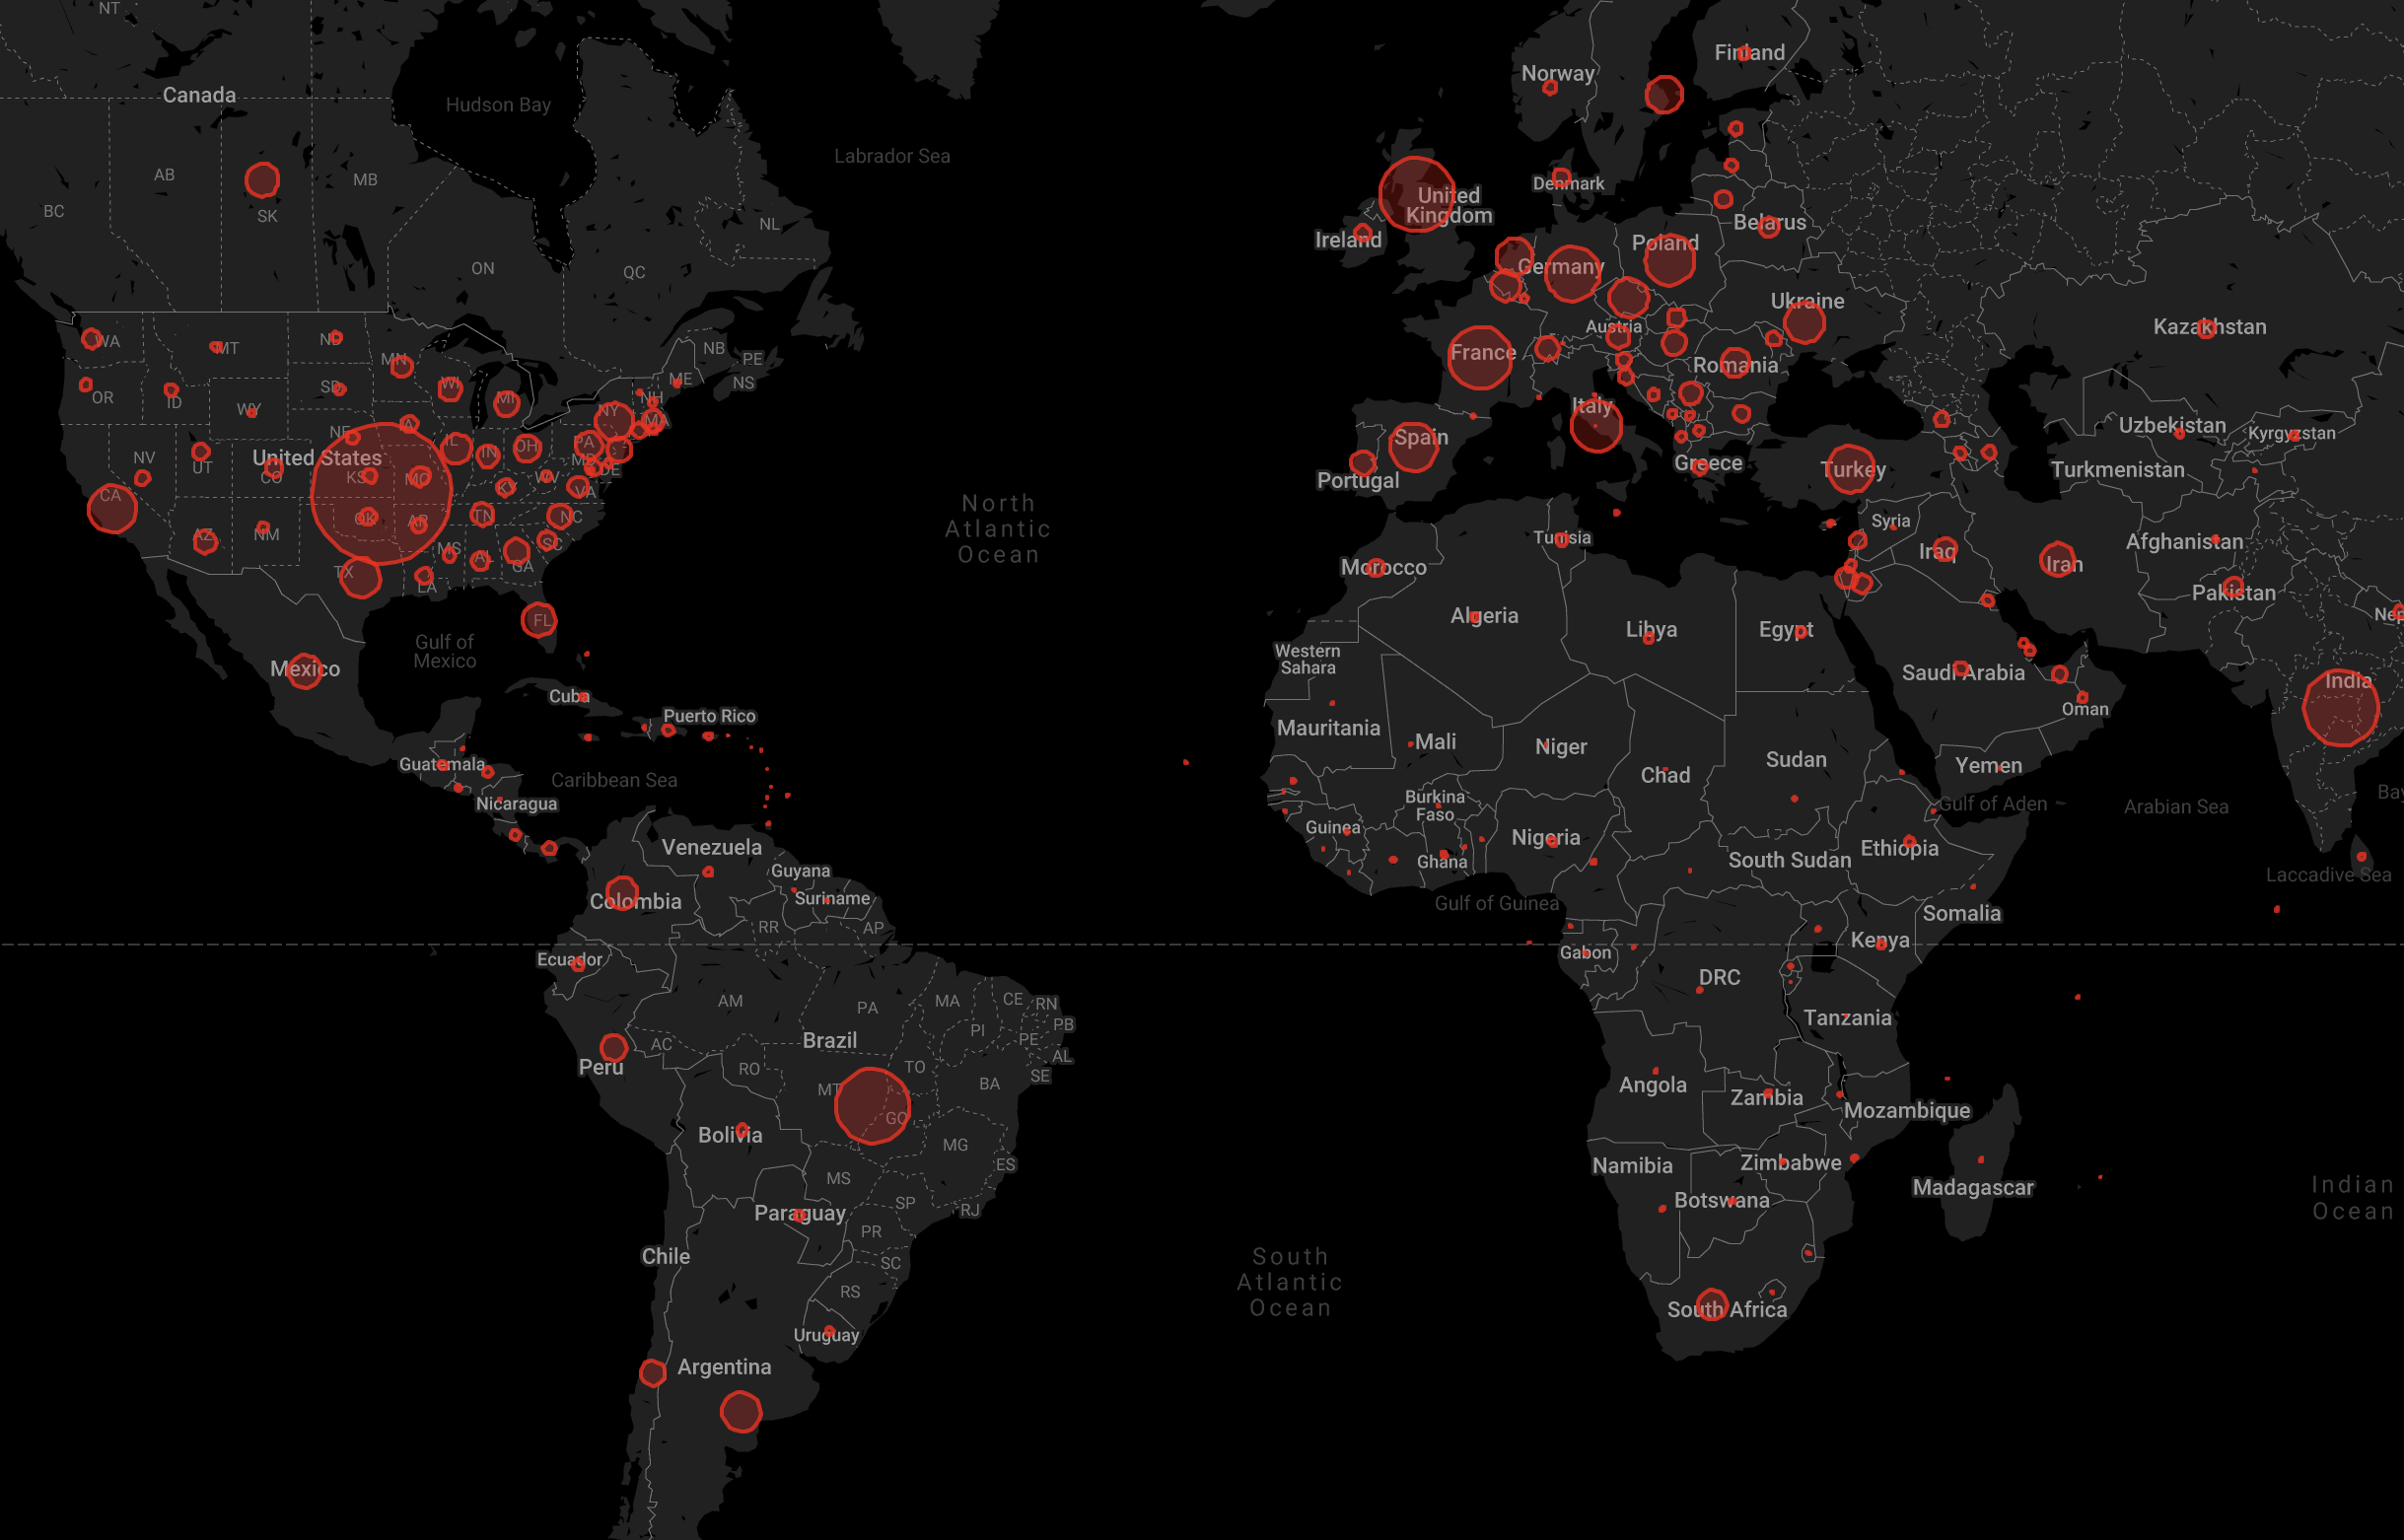 NT
Canada
Hudson Bay
Labrador Sea
AB
MB
BC
SK
NL
ON
QC
WA
MT
ND
MN
NB
PE
NS
ME
OR
ID
SD
WI
MI
NH
WY
NY
MA
NE
IA
IL
IN
OH
PA
MD
DE
NV
UT
United States
CO
KS
MO
KY
WV
VA
CA
AZ
NM
OK
AR
TN
NC
SC
MS
AL
GA
TX
LA
FL
Gulf of
Mexico
Mexico
Cuba
Puerto Rico
Guatemala
Caribbean Sea
Nicaragua
North
Atlantic
Ocean
Venezuela
Guyana
Suriname
Colombia
RR
AP
Ecuador
AM
PA
MA
CE
RN
PB
PI
PE
AL
SE
Brazil
AC
Peru
RO
TO
BA
MT
GO
Bolivia
MG
ES
MS
SP
RJ
Paraguay
PR
Chile
SC
RS
Uruguay
Argentina
South
Atlantic
Ocean
Norway
Finland
Denmark
United
Kingdom
Ireland
Belarus
Poland
Germany
Ukraine
Austria
France
Romania
Italy
Spain
Portugal
Greece
Turkey
Kazakhstan
Uzbekistan
Kyrgyzstan
Turkmenistan
Syria
Tunisia
Iraq
Afghanistan
Iran
Morocco
Pakistan
Nep
Algeria
Libya
Egypt
Western
Sahara
Saudi Arabia
India
Oman
Mauritania
Mali
Niger
Chad
Sudan
Yemen
Gulf of Aden
Arabian Sea
Bay
Burkina
Faso
Guinea
Nigeria
Ghana
South Sudan
Ethiopia
Laccadive Sea
Gulf of Guinea
Somalia
Gabon
Kenya
DRC
Tanzania
Angola
Zambia
Mozambique
Namibia
Zimbabwe
Botswana
Madagascar
Indian
Ocean
South Africa